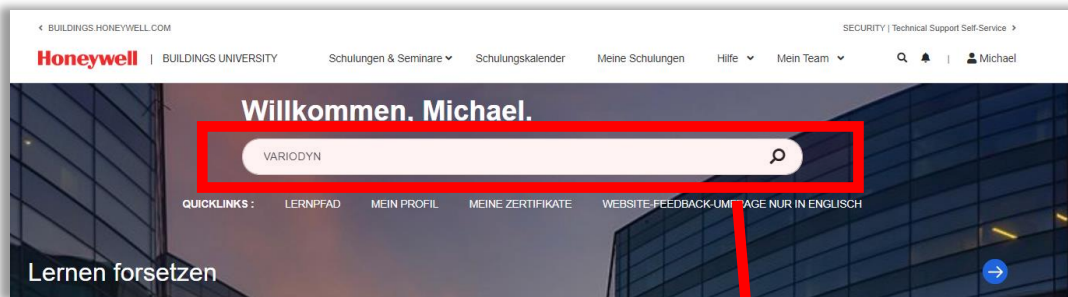 < BUILDINGS.HONEYWELL.COM
SECURITY | Technical Support Self-Service >
Honeywell | BUILDINGS UNIVERSITY
Schulungen & Seminare
Schulungskalender
Meine Schulungen
Hilfe
Mein Team
Michael
Willkommen, Michael.
VARIODYN
QUICKLINKS :
LERNPFAD
MEIN PROFIL
MEINE ZERTIFIKATE
WEBSITE-FEEDBACK-UMFRAGE NUR IN ENGLISCH
Lernen forsetzen